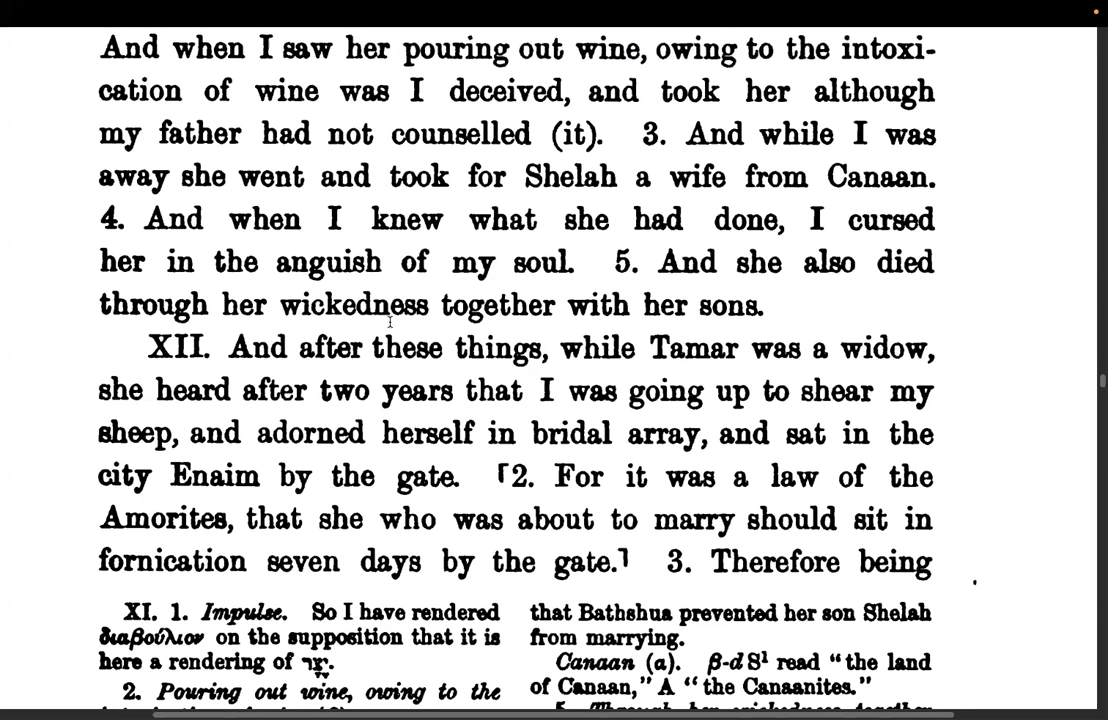 And when I saw her pouring out wine, owing to the intoxi-
cation of wine was I deceived, and took her although
my father had not counselled (it). 3. And while I was
away she went and took for Shelah a wife from Canaan.
4. And when I knew what she had done, I cursed
her in the anguish of my soul. 5. And she also died
through her wickedness together with her sons.
XII. And after these things, while Tamar was a widow,
she heard after two years that I was going up to shear my
sheep, and adorned herself in bridal array, and sat in the
city Enaim by the gate. ⌈2. For it was a law of the
Amorites, that she who was about to marry should sit in
fornication seven days by the gate.⌉ 3. Therefore being
XI. 1. Impulse. So I have rendered
διαβούλιον on the supposition that it is
here a rendering of יֵצֶר.
2. Pouring out wine, owing to the
that Bathshua prevented her son Shelah
from marrying.
Canaan (a). β-d S¹ read "the land
of Canaan," A "the Canaanites."